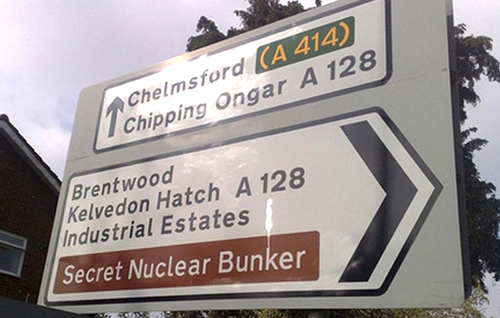 Chelmsford (A 414)
Chipping Ongar A 128
Brentwood
Kelvedon Hatch A 128
Industrial Estates
Secret Nuclear Bunker